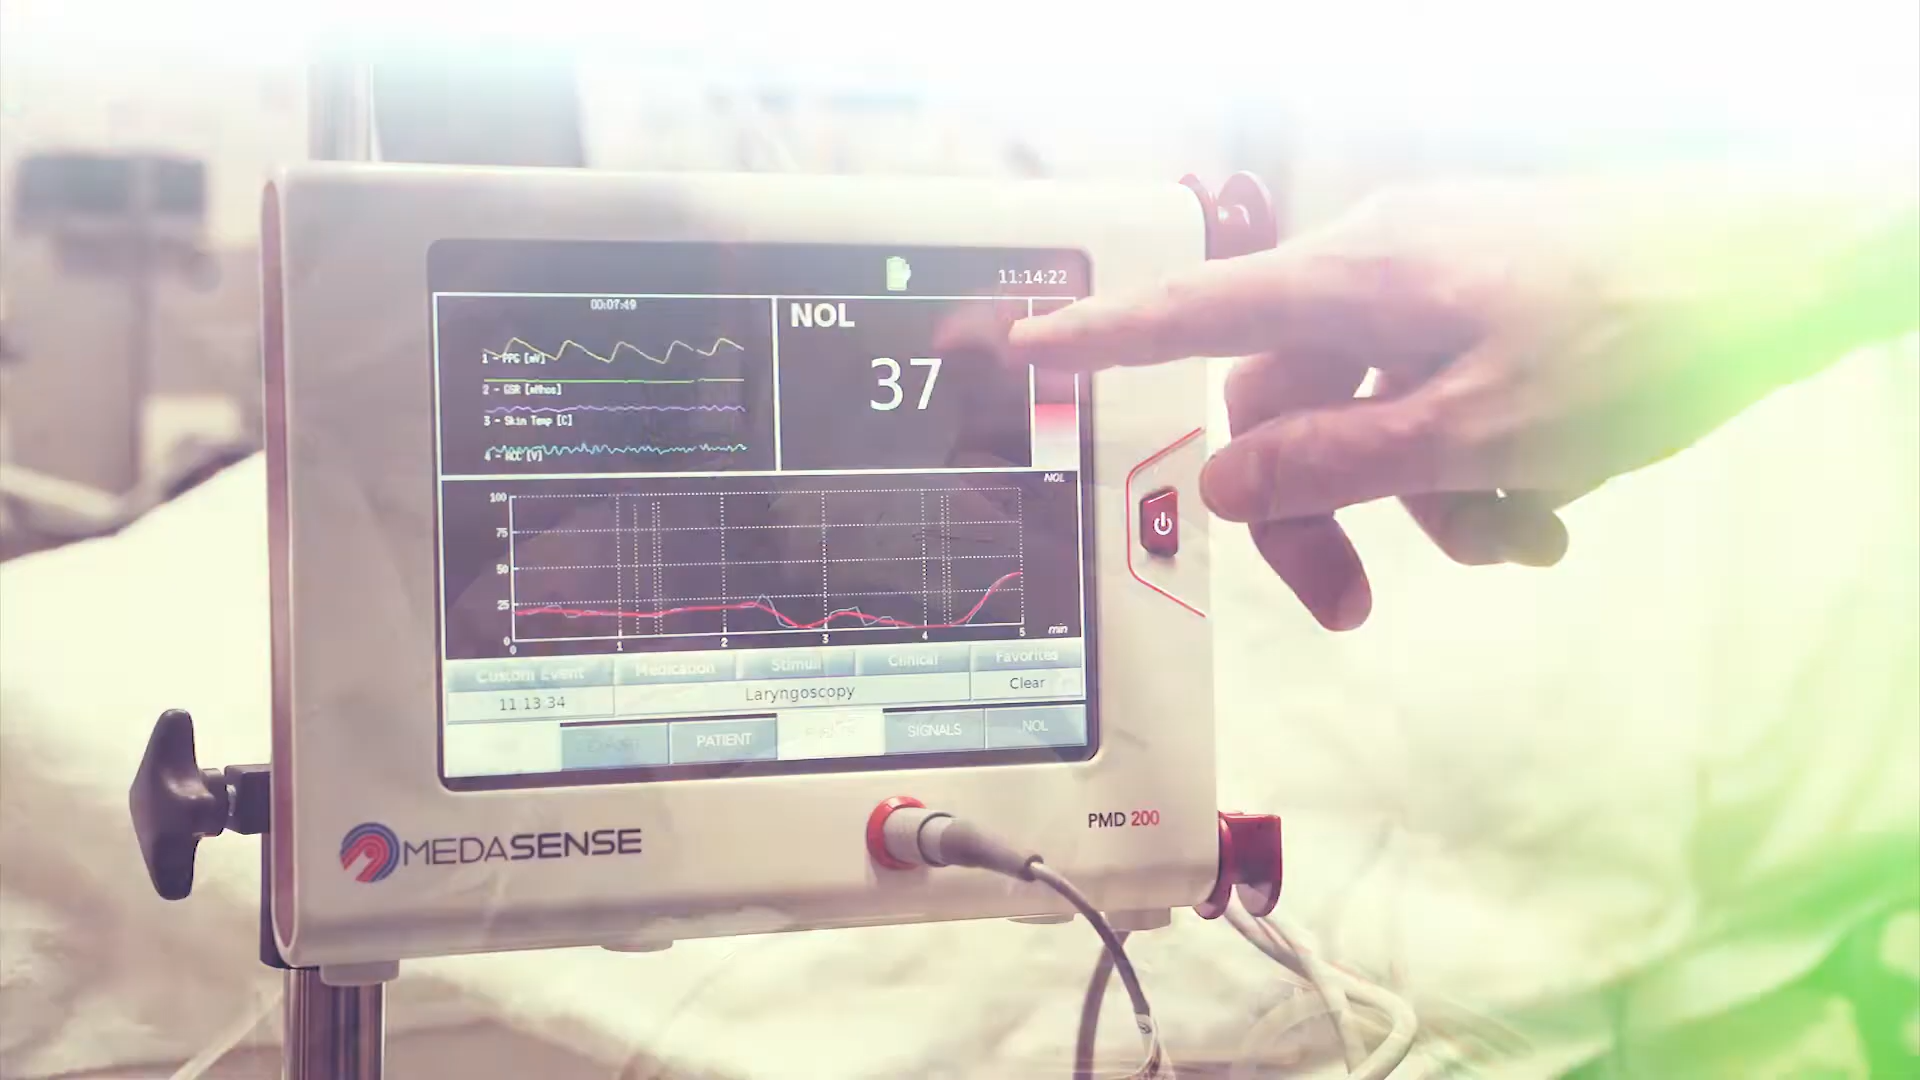 11:14:22
00:07:49
NOL
37
1 - PPG [mV]
2 - GSR [mMhos]
3 - Skin Temp [C]
4 - ACC [V]
NOL
100
75
50
25
0
0 1 2 3 4 5 min
Custom Event Medication Stimuli Clinical Favorites
11:13:34 Laryngoscopy Clear
PATIENT SIGNALS NOL
MEDASENSE
PMD 200